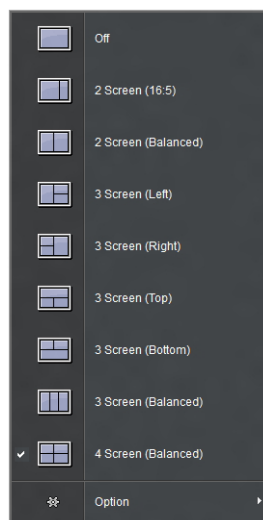 Off
2 Screen (16:5)
2 Screen (Balanced)
3 Screen (Left)
3 Screen (Right)
3 Screen (Top)
3 Screen (Bottom)
3 Screen (Balanced)
4 Screen (Balanced)
Option